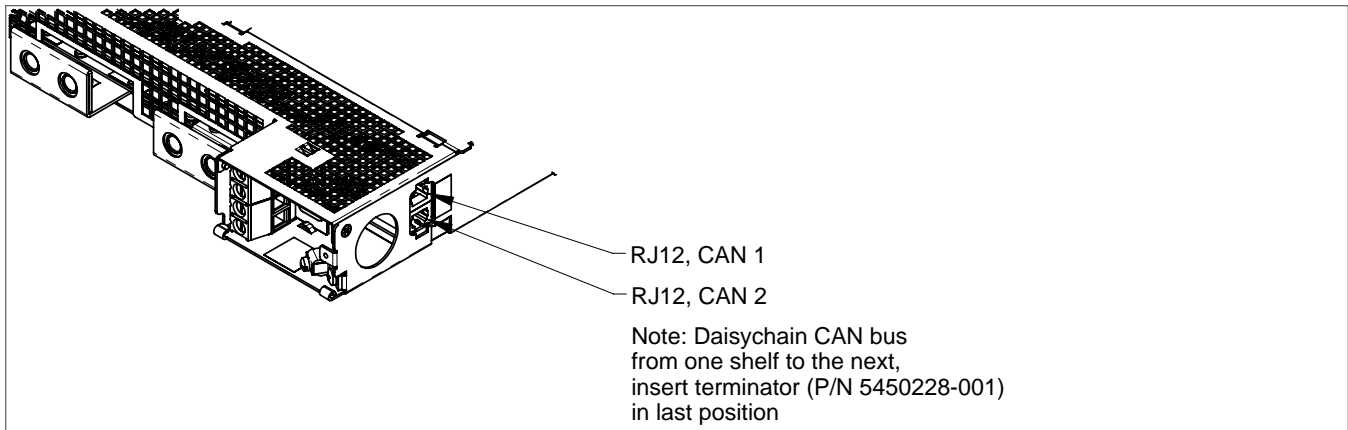 RJ12, CAN 1
RJ12, CAN 2
Note: Daisychain CAN bus
from one shelf to the next,
insert terminator (P/N 5450228-001)
in last position